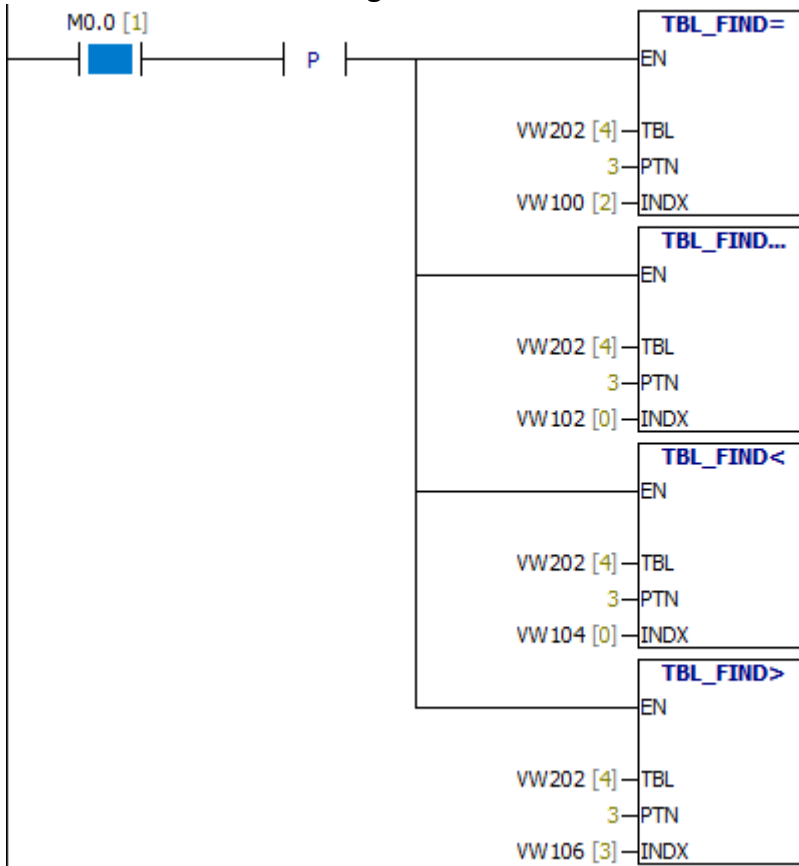 M0.0 [1]
P
TBL_FIND=
EN
VW202 [4]
TBL
3
PTN
VW100 [2]
INDX
TBL_FIND...
EN
VW202 [4]
TBL
3
PTN
VW102 [0]
INDX
TBL_FIND<
EN
VW202 [4]
TBL
3
PTN
VW104 [0]
INDX
TBL_FIND>
EN
VW202 [4]
TBL
3
PTN
VW106 [3]
INDX